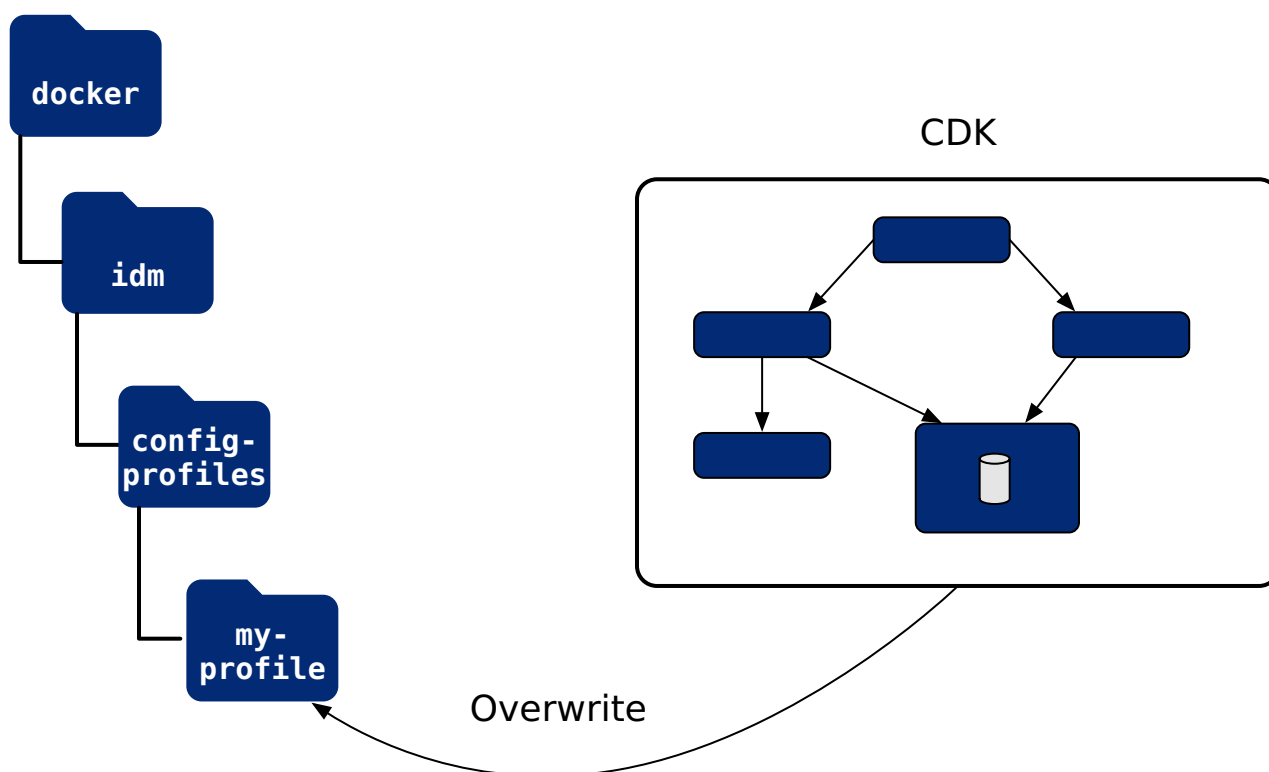 docker
idm
config-
profiles
my-
profile
CDK
Overwrite